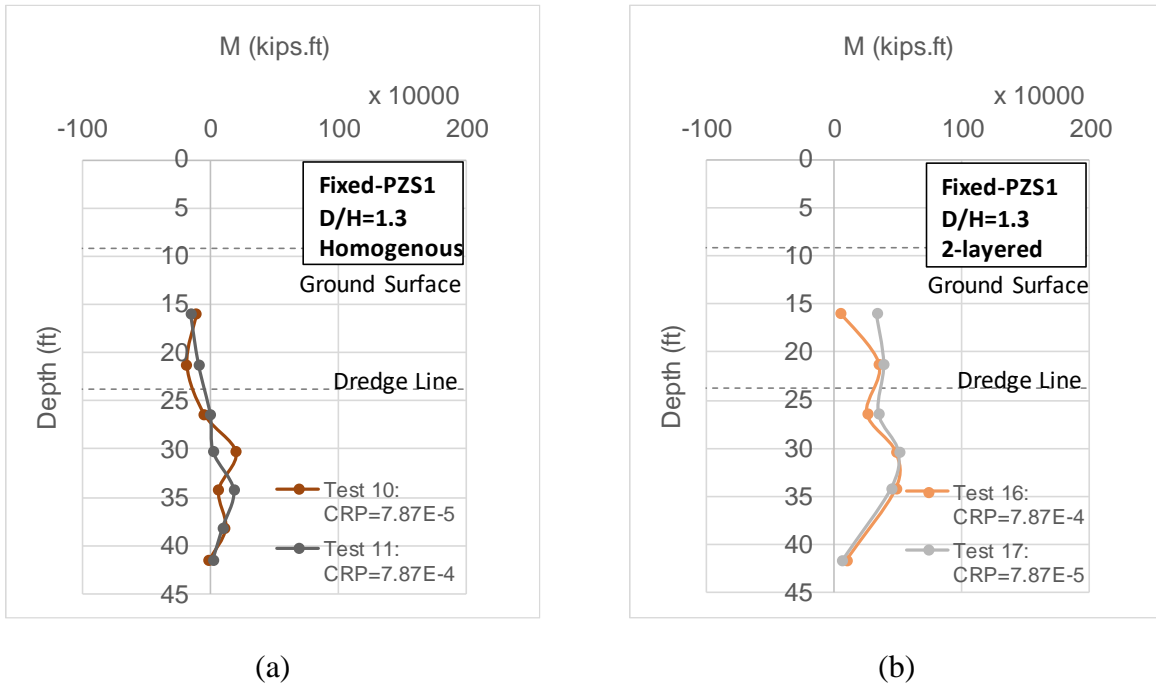 M (kips.ft)
x 10000
-100 0 100 200
0
5
10
15
20
25
30
35
40
45
Depth (ft)
Fixed-PZS1
D/H=1.3
Homogenous
Ground Surface
Dredge Line
Test 10:
CRP=7.87E-5
Test 11:
CRP=7.87E-4
(a)
M (kips.ft)
x 10000
-100 0 100 200
0
5
10
15
20
25
30
35
40
45
Depth (ft)
Fixed-PZS1
D/H=1.3
2-layered
Ground Surface
Dredge Line
Test 16:
CRP=7.87E-4
Test 17:
CRP=7.87E-5
(b)